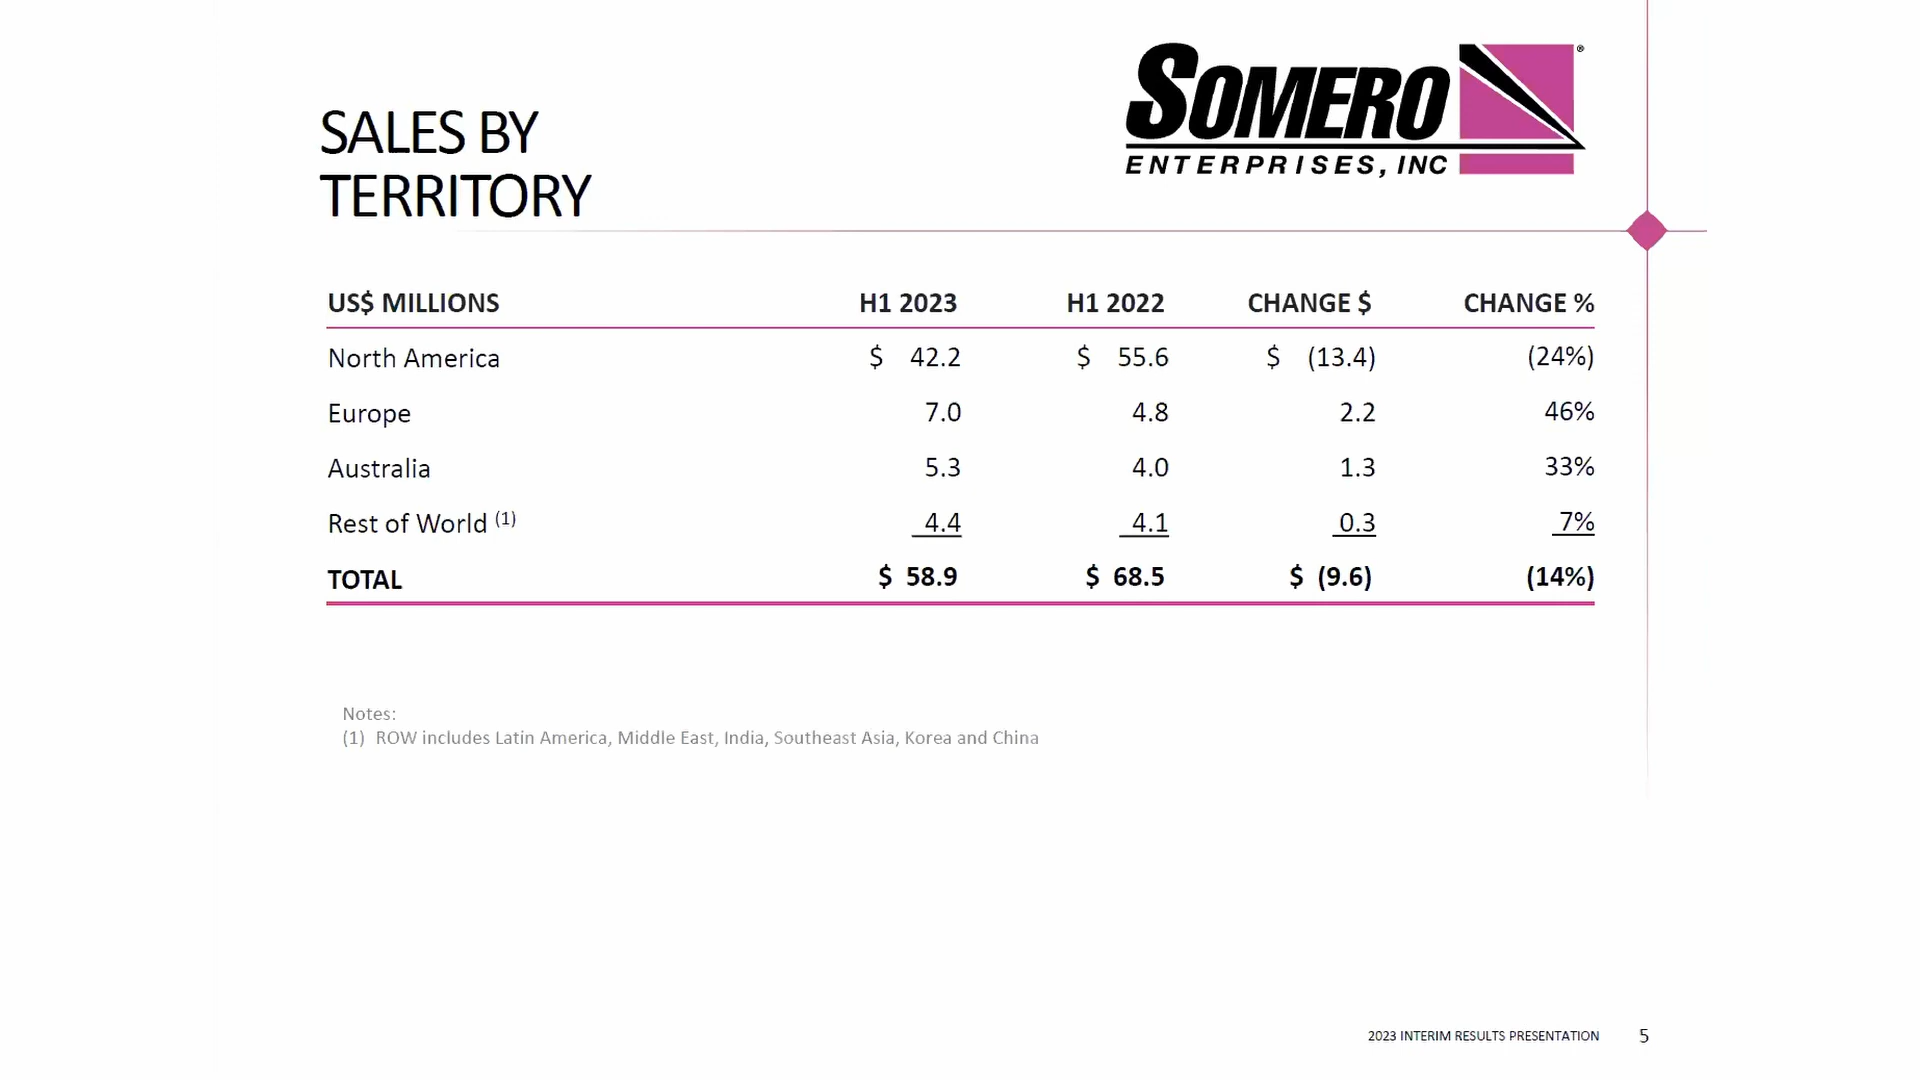 SOMERO ®
ENTERPRISES, INC
SALES BY
TERRITORY
US$ MILLIONS H1 2023 H1 2022 CHANGE $ CHANGE %
North America $ 42.2 $ 55.6 $ (13.4) (24%)
Europe 7.0 4.8 2.2 46%
Australia 5.3 4.0 1.3 33%
Rest of World (1) 4.4 4.1 0.3 7%
TOTAL $ 58.9 $ 68.5 $ (9.6) (14%)
Notes:
(1) ROW includes Latin America, Middle East, India, Southeast Asia, Korea and China
2023 INTERIM RESULTS PRESENTATION 5